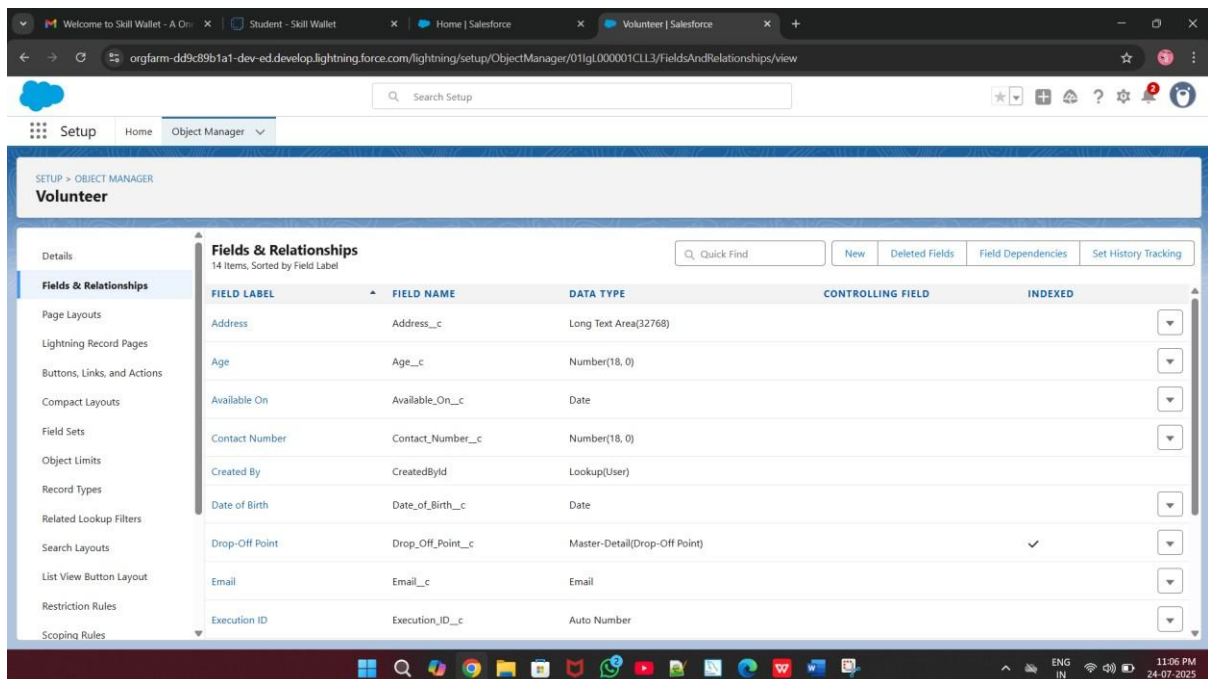 Welcome to Skill Wallet - A On
Student - Skill Wallet
Home | Salesforce
Volunteer | Salesforce
orgfarm-dd9c89b1a1-dev-ed.develop.lightning.force.com/lightning/setup/ObjectManager/01IgL000001CLL3/FieldsAndRelationships/view
Search Setup
2
Setup Home Object Manager
SETUP > OBJECT MANAGER
Volunteer
Details
Fields & Relationships
Page Layouts
Lightning Record Pages
Buttons, Links, and Actions
Compact Layouts
Field Sets
Object Limits
Record Types
Related Lookup Filters
Search Layouts
List View Button Layout
Restriction Rules
Scoping Rules
Fields & Relationships
14 Items, Sorted by Field Label
Quick Find
New Deleted Fields Field Dependencies Set History Tracking
FIELD LABEL FIELD NAME DATA TYPE CONTROLLING FIELD INDEXED
Address Address__c Long Text Area(32768)
Age Age__c Number(18, 0)
Available On Available_On__c Date
Contact Number Contact_Number__c Number(18, 0)
Created By CreatedById Lookup(User)
Date of Birth Date_of_Birth__c Date
Drop-Off Point Drop_Off_Point__c Master-Detail(Drop-Off Point)
Email Email__c Email
Execution ID Execution_ID__c Auto Number
ENG
IN
11:06 PM
24-07-2025